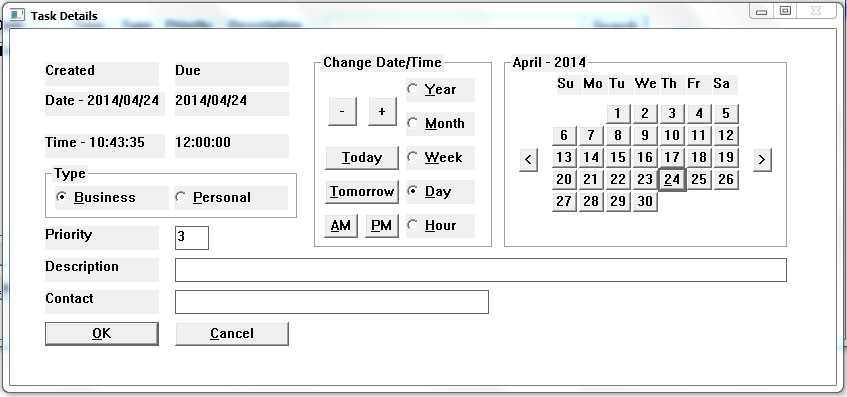 Task Details
Created Due
Date - 2014/04/24 2014/04/24
Time - 10:43:35 12:00:00
Type
Business Personal
Priority 3
Description
Contact
OK Cancel
Change Date/Time
- + Year
Month
Today Week
Tomorrow Day
AM PM Hour
April - 2014
Su Mo Tu We Th Fr Sa
1 2 3 4 5
6 7 8 9 10 11 12
< 13 14 15 16 17 18 19 >
20 21 22 23 24 25 26
27 28 29 30